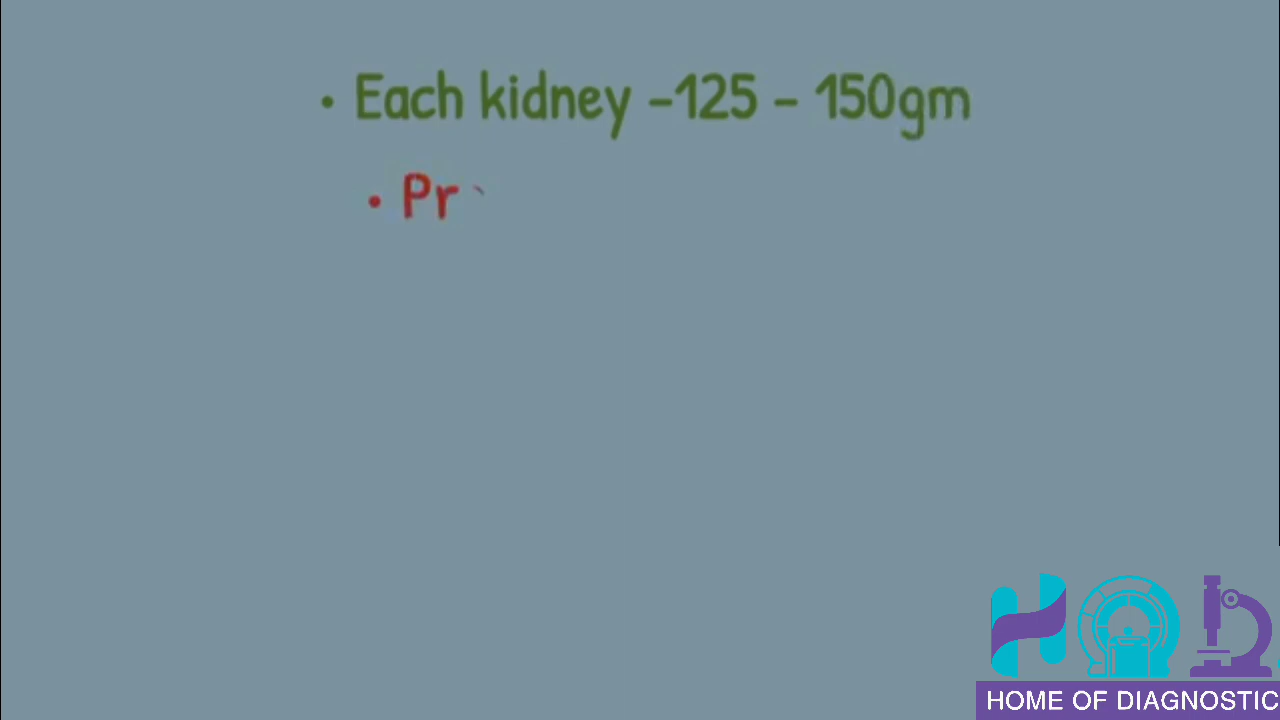 • Each kidney -125 - 150gm
• Pr
HOME OF DIAGNOSTIC